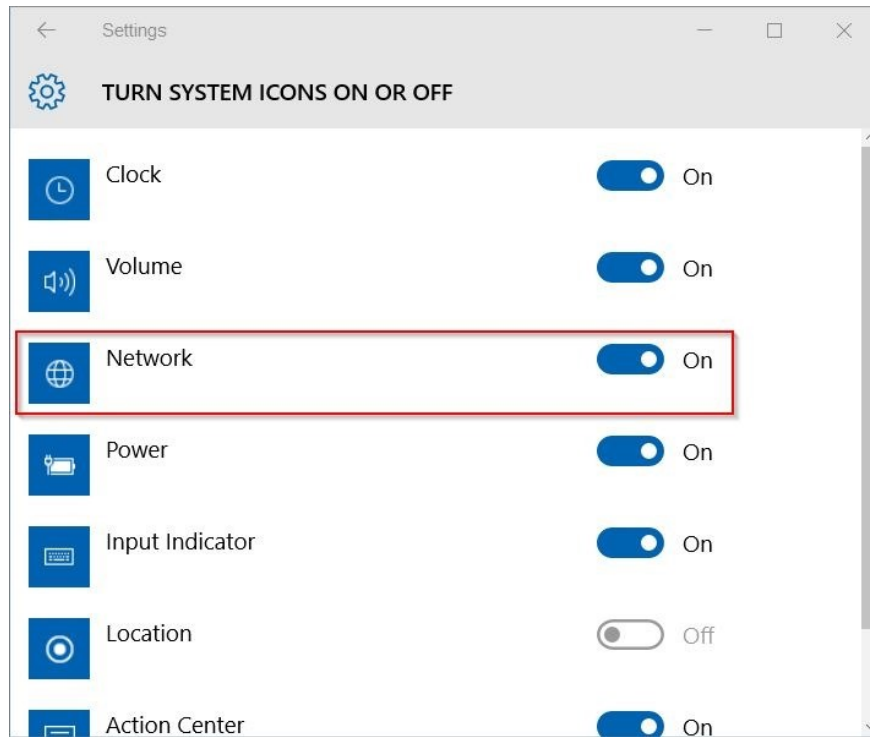 Settings
TURN SYSTEM ICONS ON OR OFF
Clock On
Volume On
Network On
Power On
Input Indicator On
Location Off
Action Center On